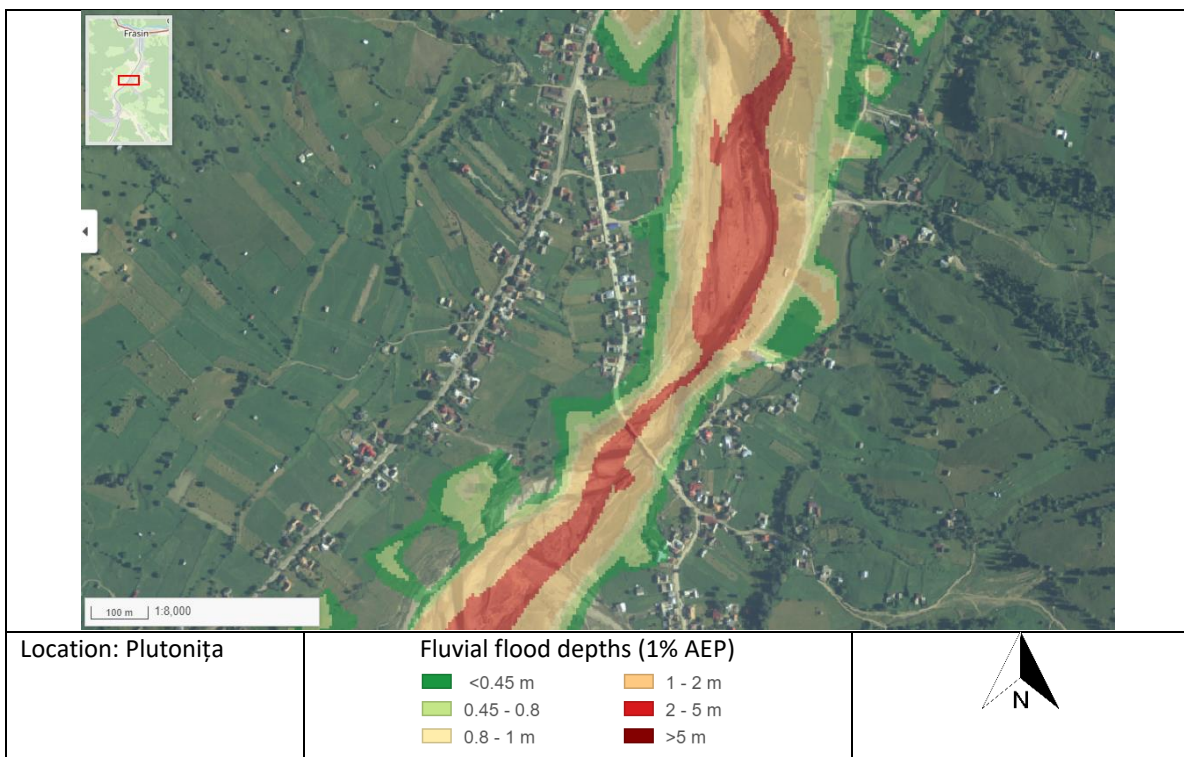 Frasin
100 m 1:8,000
Location: Plutonița
Fluvial flood depths (1% AEP)
<0.45 m
0.45 - 0.8
0.8 - 1 m
1 - 2 m
2 - 5 m
>5 m
N